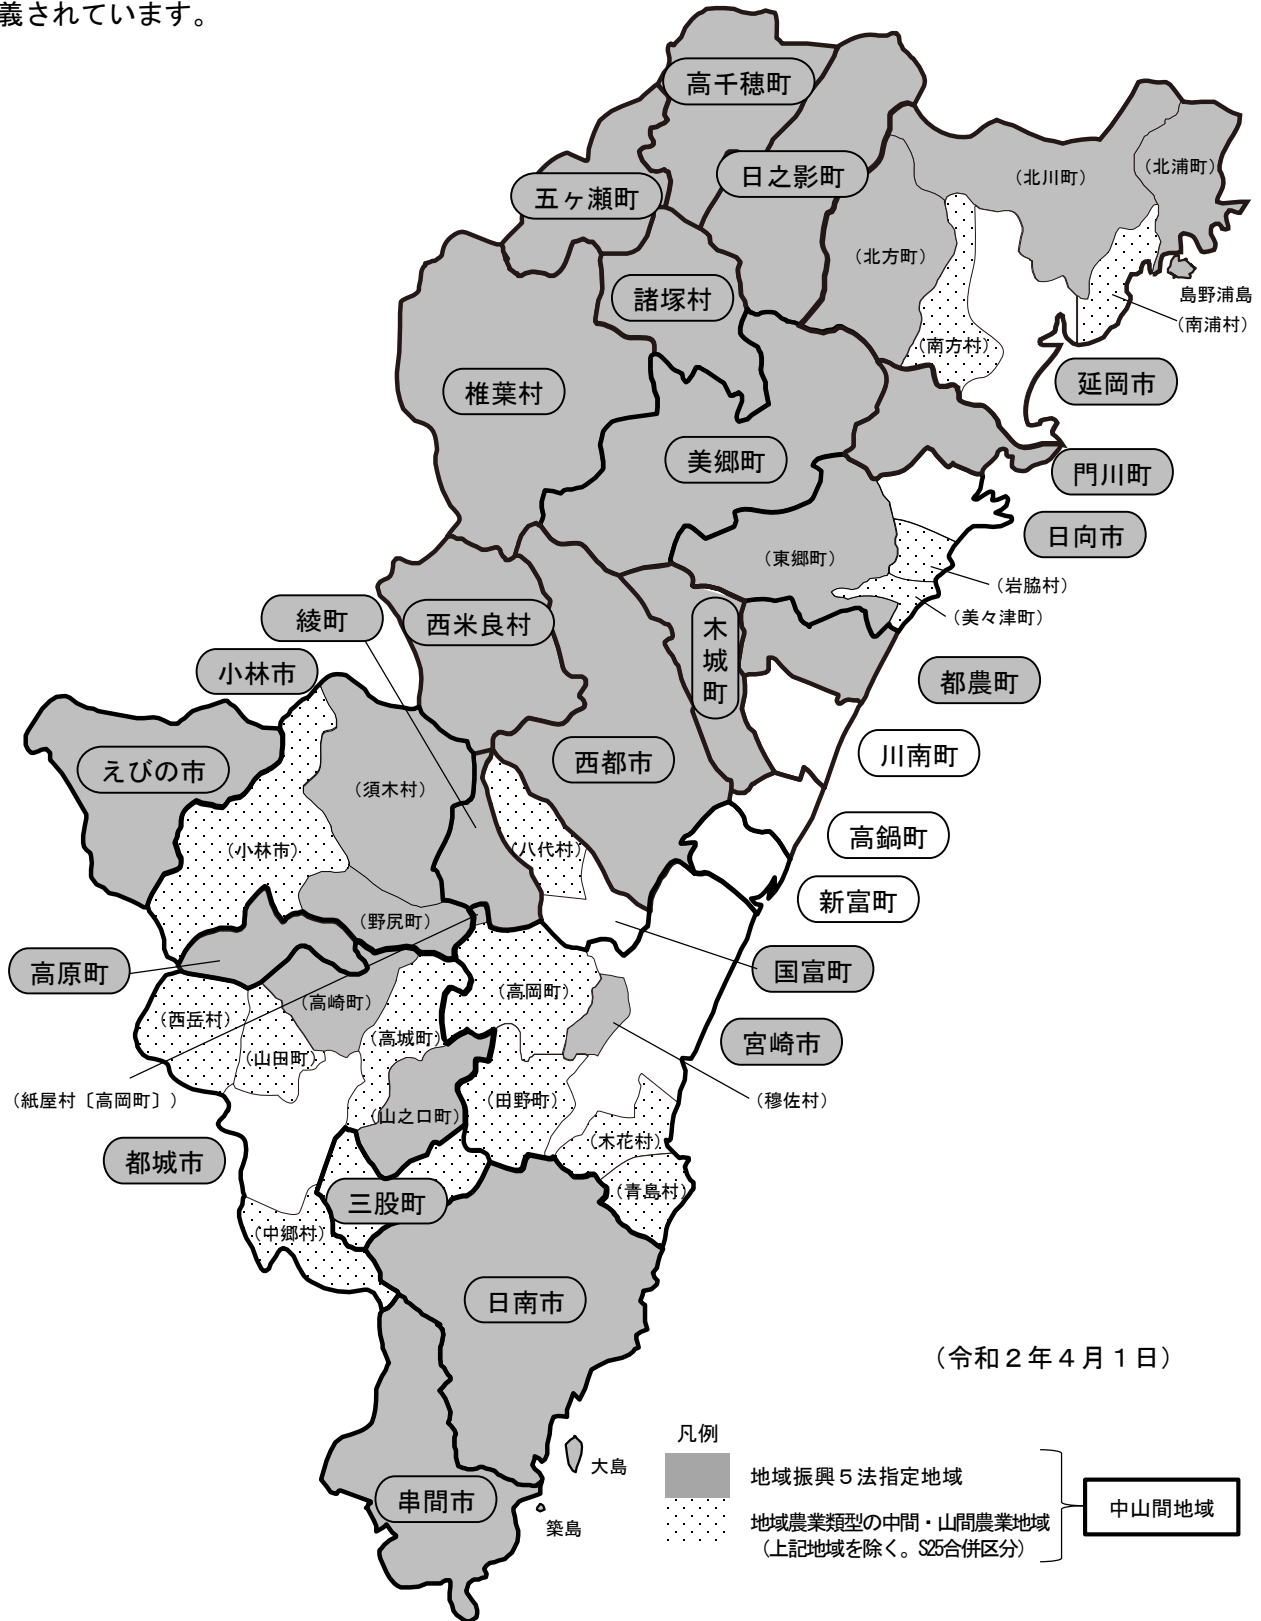 義されています。
高千穂町
日之影町
五ヶ瀬町
(北川町)
(北浦町)
(北方町)
諸塚村
島野浦島
(南浦村)
(南方村)
延岡市
椎葉村
美郷町
門川町
日向市
(東郷町)
(岩脇村)
(美々津町)
綾町
西米良村
木城町
小林市
都農町
川南町
えびの市
西都市
(須木村)
高鍋町
(小林市)
(八代村)
新富町
(野尻町)
高原町
国富町
(高岡町)
(高崎町)
(西岳村)
(高城町)
宮崎市
(山田町)
(紙屋村〔高岡町〕)
(田野町)
(穆佐村)
(山之口町)
(木花村)
都城市
(青島村)
三股町
(中郷村)
日南市
(令和2年4月1日)
凡例
大島
地域振興5法指定地域
串間市
中山間地域
築島
地域農業類型の中間・山間農業地域
(上記地域を除く。S25合併区分)